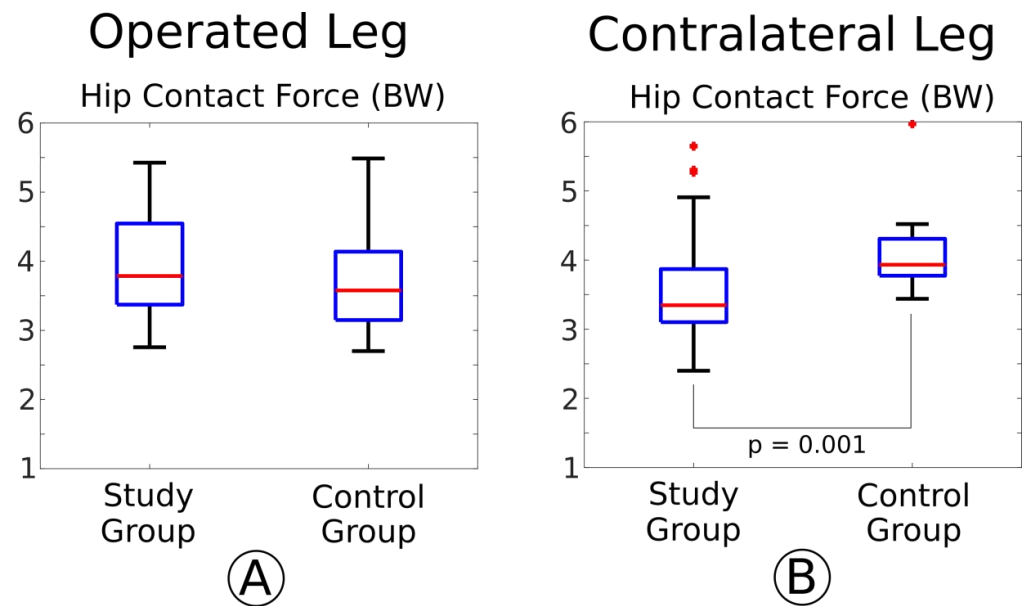 Operated Leg
Hip Contact Force (BW)
6
5
4
3
2
1
Study
Group
Control
Group
A
Contralateral Leg
Hip Contact Force (BW)
6
5
4
3
2
1
p = 0.001
Study
Group
Control
Group
B